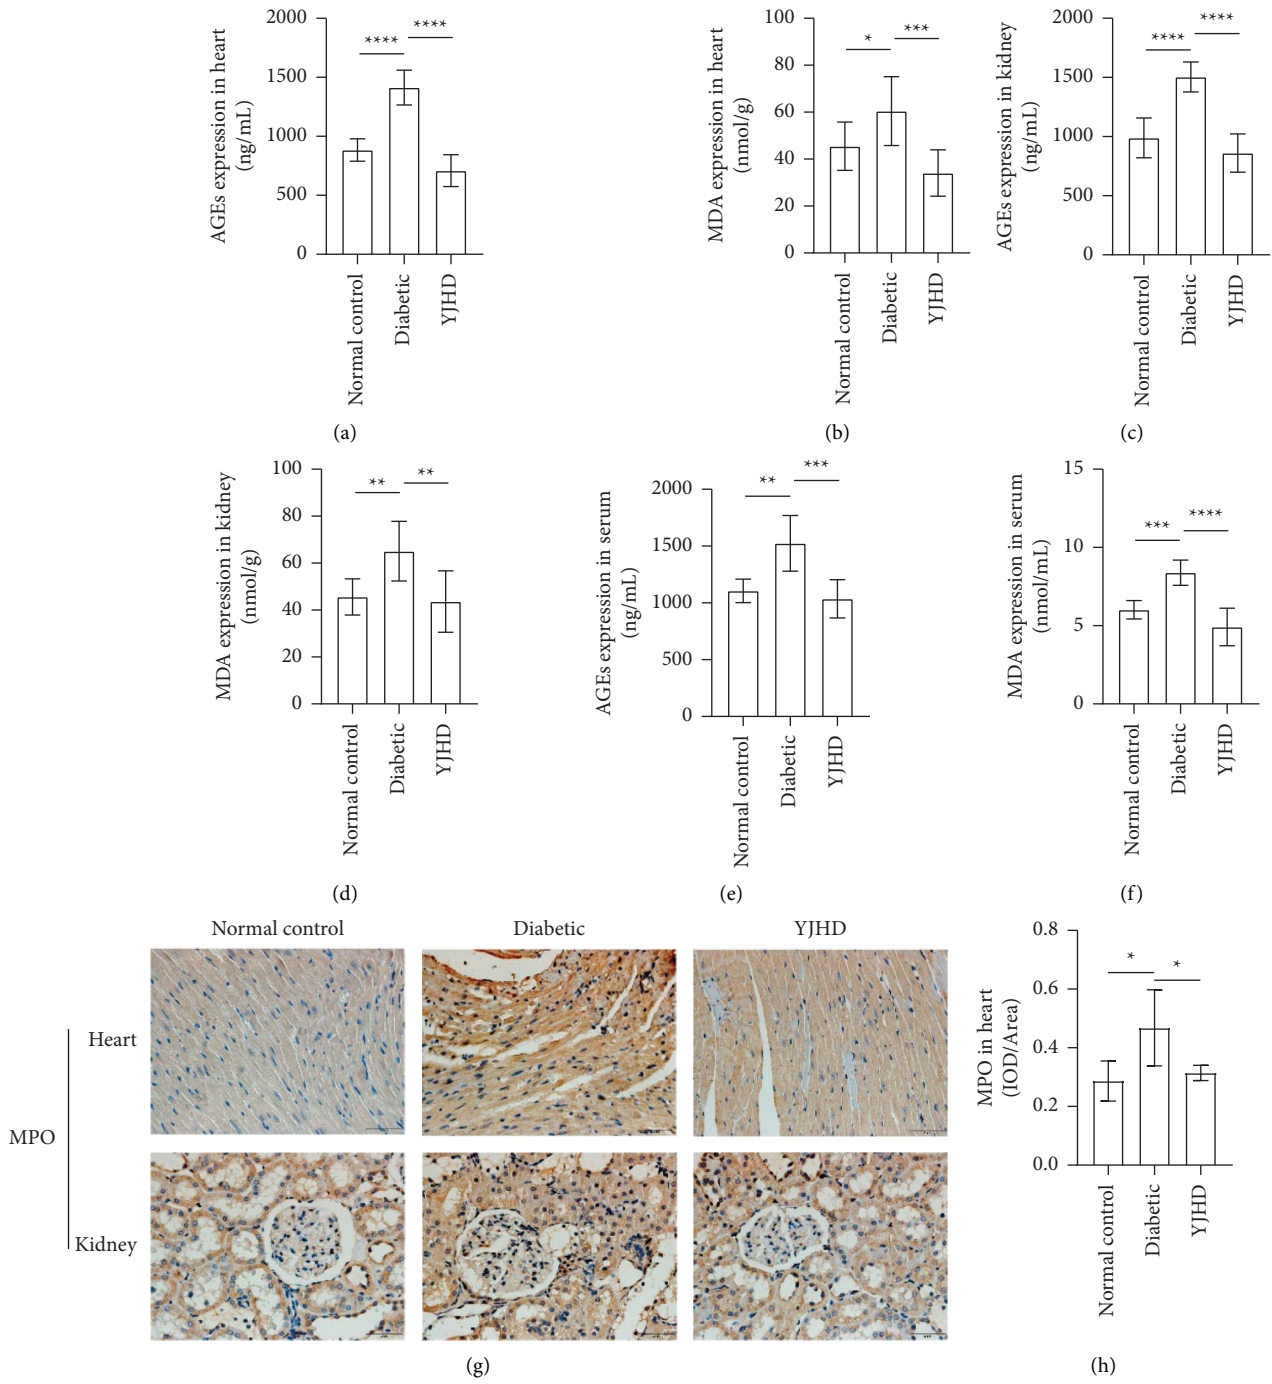 AGEs expression in heart
(ng/mL)
2000
1500
1000
500
0
****
****
Normal control
Diabetic
YJHD
(a)
MDA expression in heart
(nmol/g)
100
80
60
40
20
0
*
***
Normal control
Diabetic
YJHD
(b)
AGEs expression in kidney
(ng/mL)
2000
1500
1000
500
0
****
****
Normal control
Diabetic
YJHD
(c)
MDA expression in kidney
(nmol/g)
100
80
60
40
20
0
**
**
Normal control
Diabetic
YJHD
(d)
AGEs expression in serum
(ng/mL)
2000
1500
1000
500
0
**
***
Normal control
Diabetic
YJHD
(e)
MDA expression in serum
(nmol/mL)
15
10
5
0
***
****
Normal control
Diabetic
YJHD
(f)
Normal control
Diabetic
YJHD
MPO
Heart
Kidney
(g)
MPO in heart
(IOD/Area)
0.8
0.6
0.4
0.2
0.0
*
*
Normal control
Diabetic
YJHD
(h)